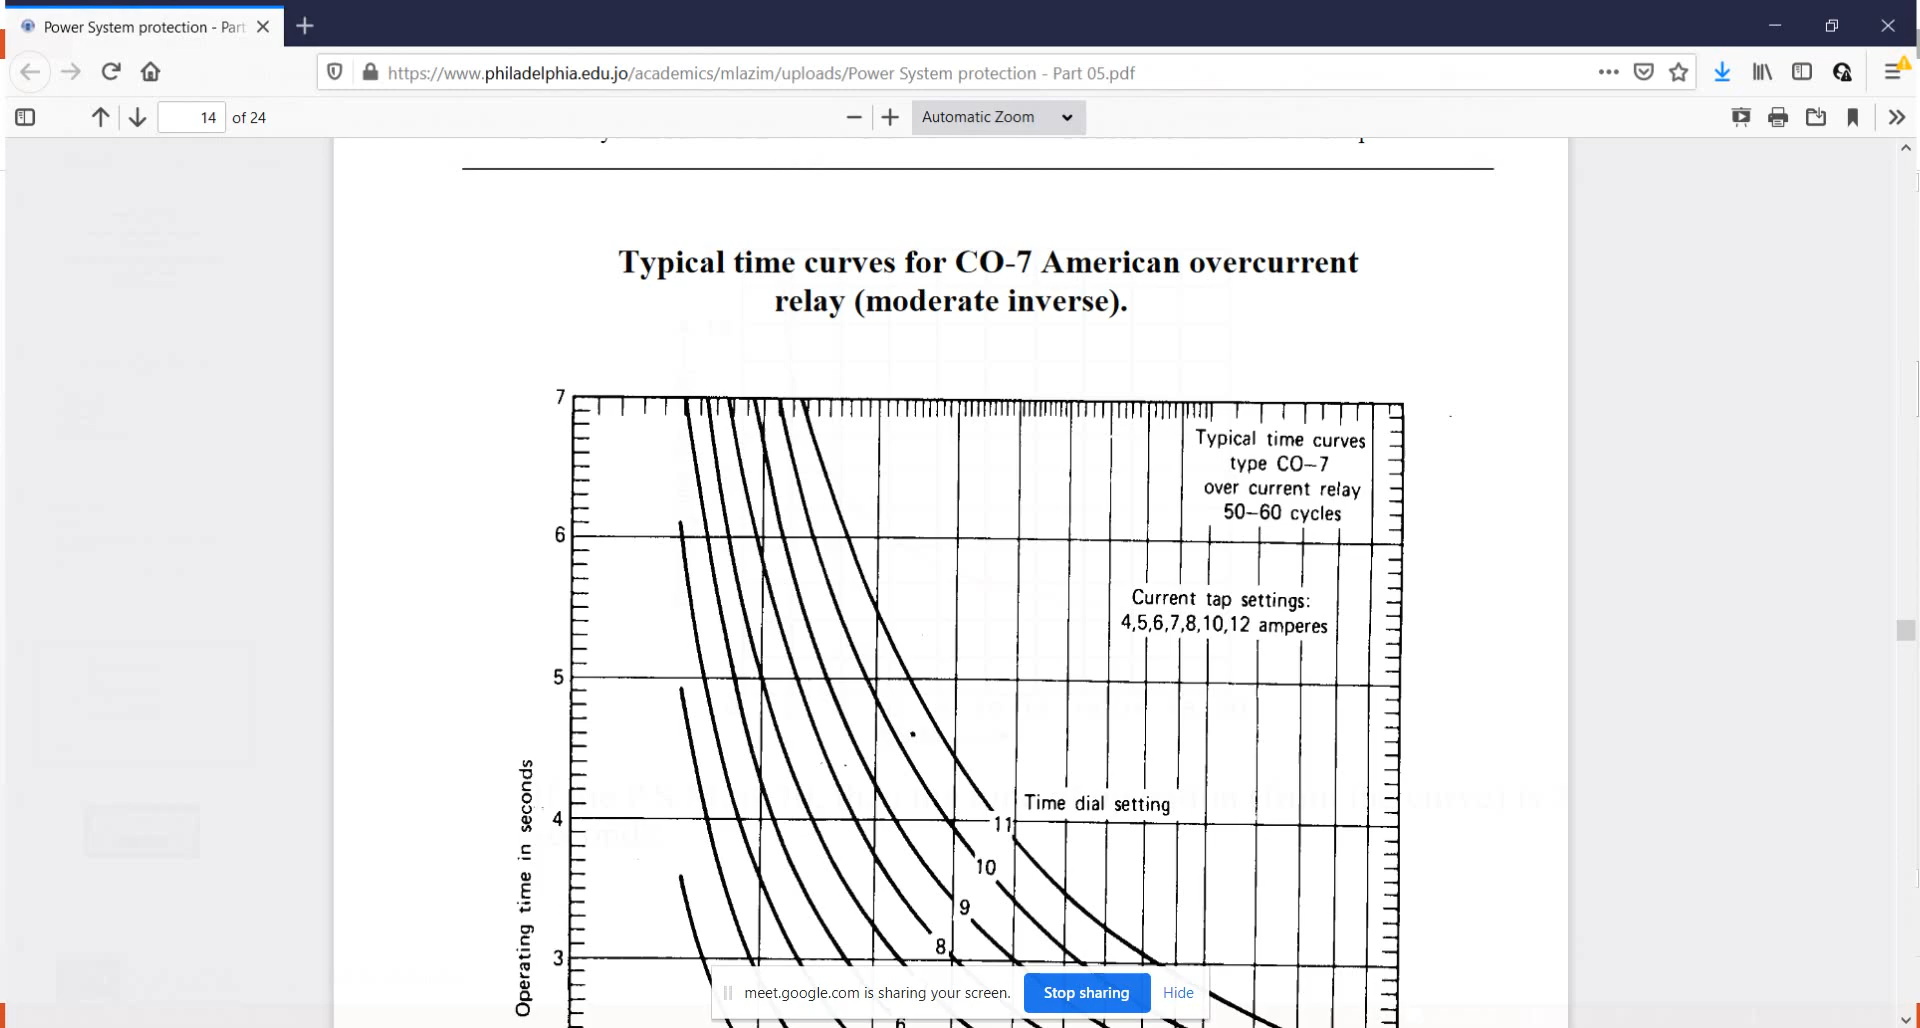 Power System protection - Part
https://www.philadelphia.edu.jo/academics/mlazim/uploads/Power System protection - Part 05.pdf
14 of 24
Automatic Zoom
Typical time curves for CO-7 American overcurrent
relay (moderate inverse).
7
Typical time curves
type CO-7
over current relay
50-60 cycles
6
Current tap settings:
4,5,6,7,8,10,12 amperes
5
Operating time in seconds
Time dial setting
4
11
10
9
8
3
meet.google.com is sharing your screen.
Stop sharing
Hide